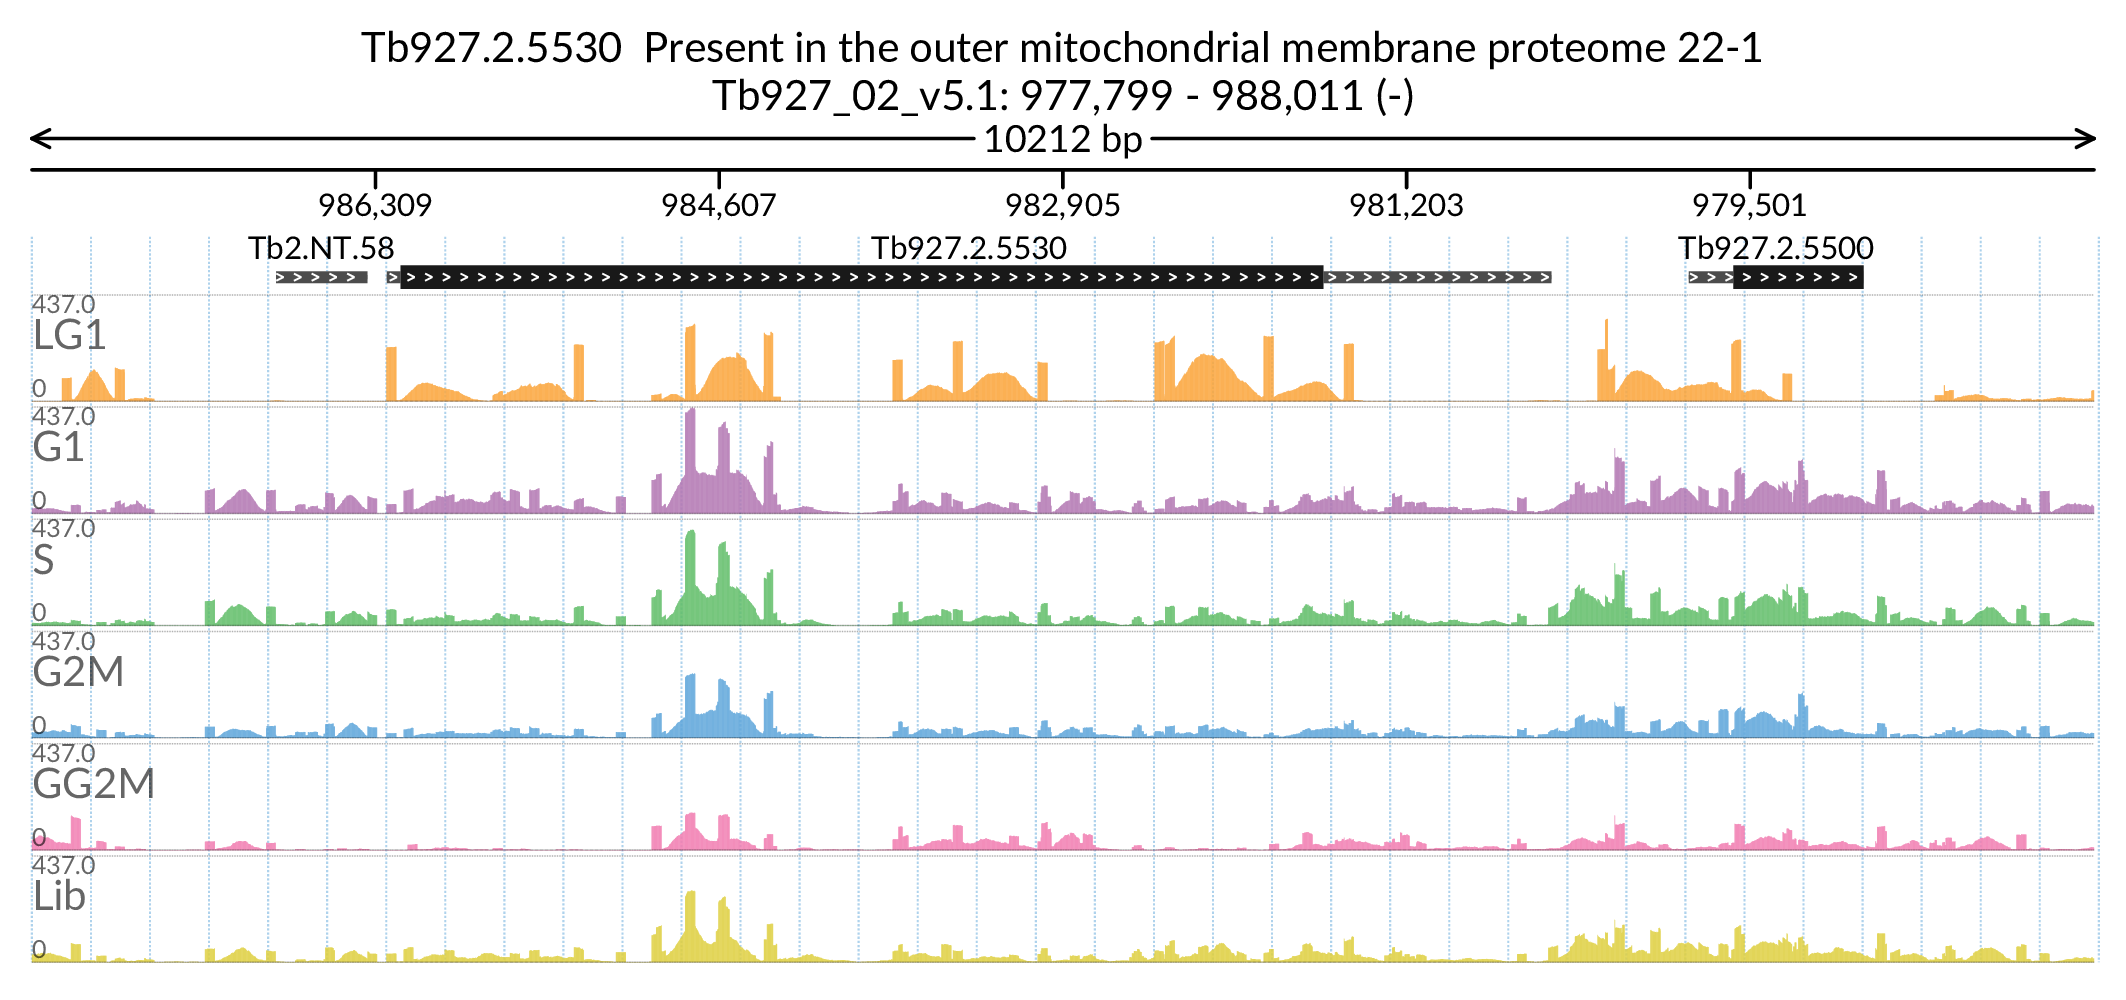 Tb927.2.5530  Present in the outer mitochondrial membrane proteome 22-1
Tb927_02_v5.1: 977,799 - 988,011 (-)
10212 bp
986,309 984,607 982,905 981,203 979,501
Tb2.NT.58 Tb927.2.5530 Tb927.2.5500
437.0
LG1
0
437.0
G1
0
437.0
S
0
437.0
G2M
0
437.0
GG2M
0
437.0
Lib
0